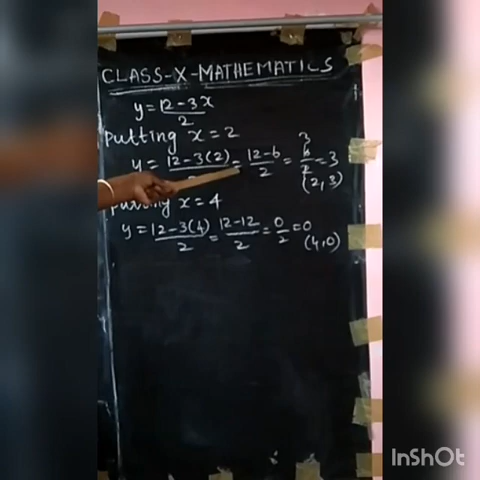 CLASS-X-MATHEMATICS
y = 12-3x/2
Putting x = 2
y = 12-3(2)/2 = 12-6/2 = 6/2 = 3
3
(2,3)
Putting x = 4
y = 12-3(4)/2 = 12-12/2 = 0/2 = 0
(4,0)
InShOt